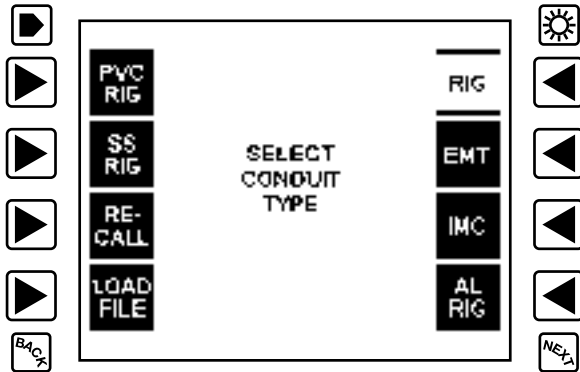 PVC
RIG
SS
RIG
RE-
CALL
LOAD
FILE
SELECT
CONDUIT
TYPE
RIG
EMT
IMC
AL
RIG
BACK
NEXT